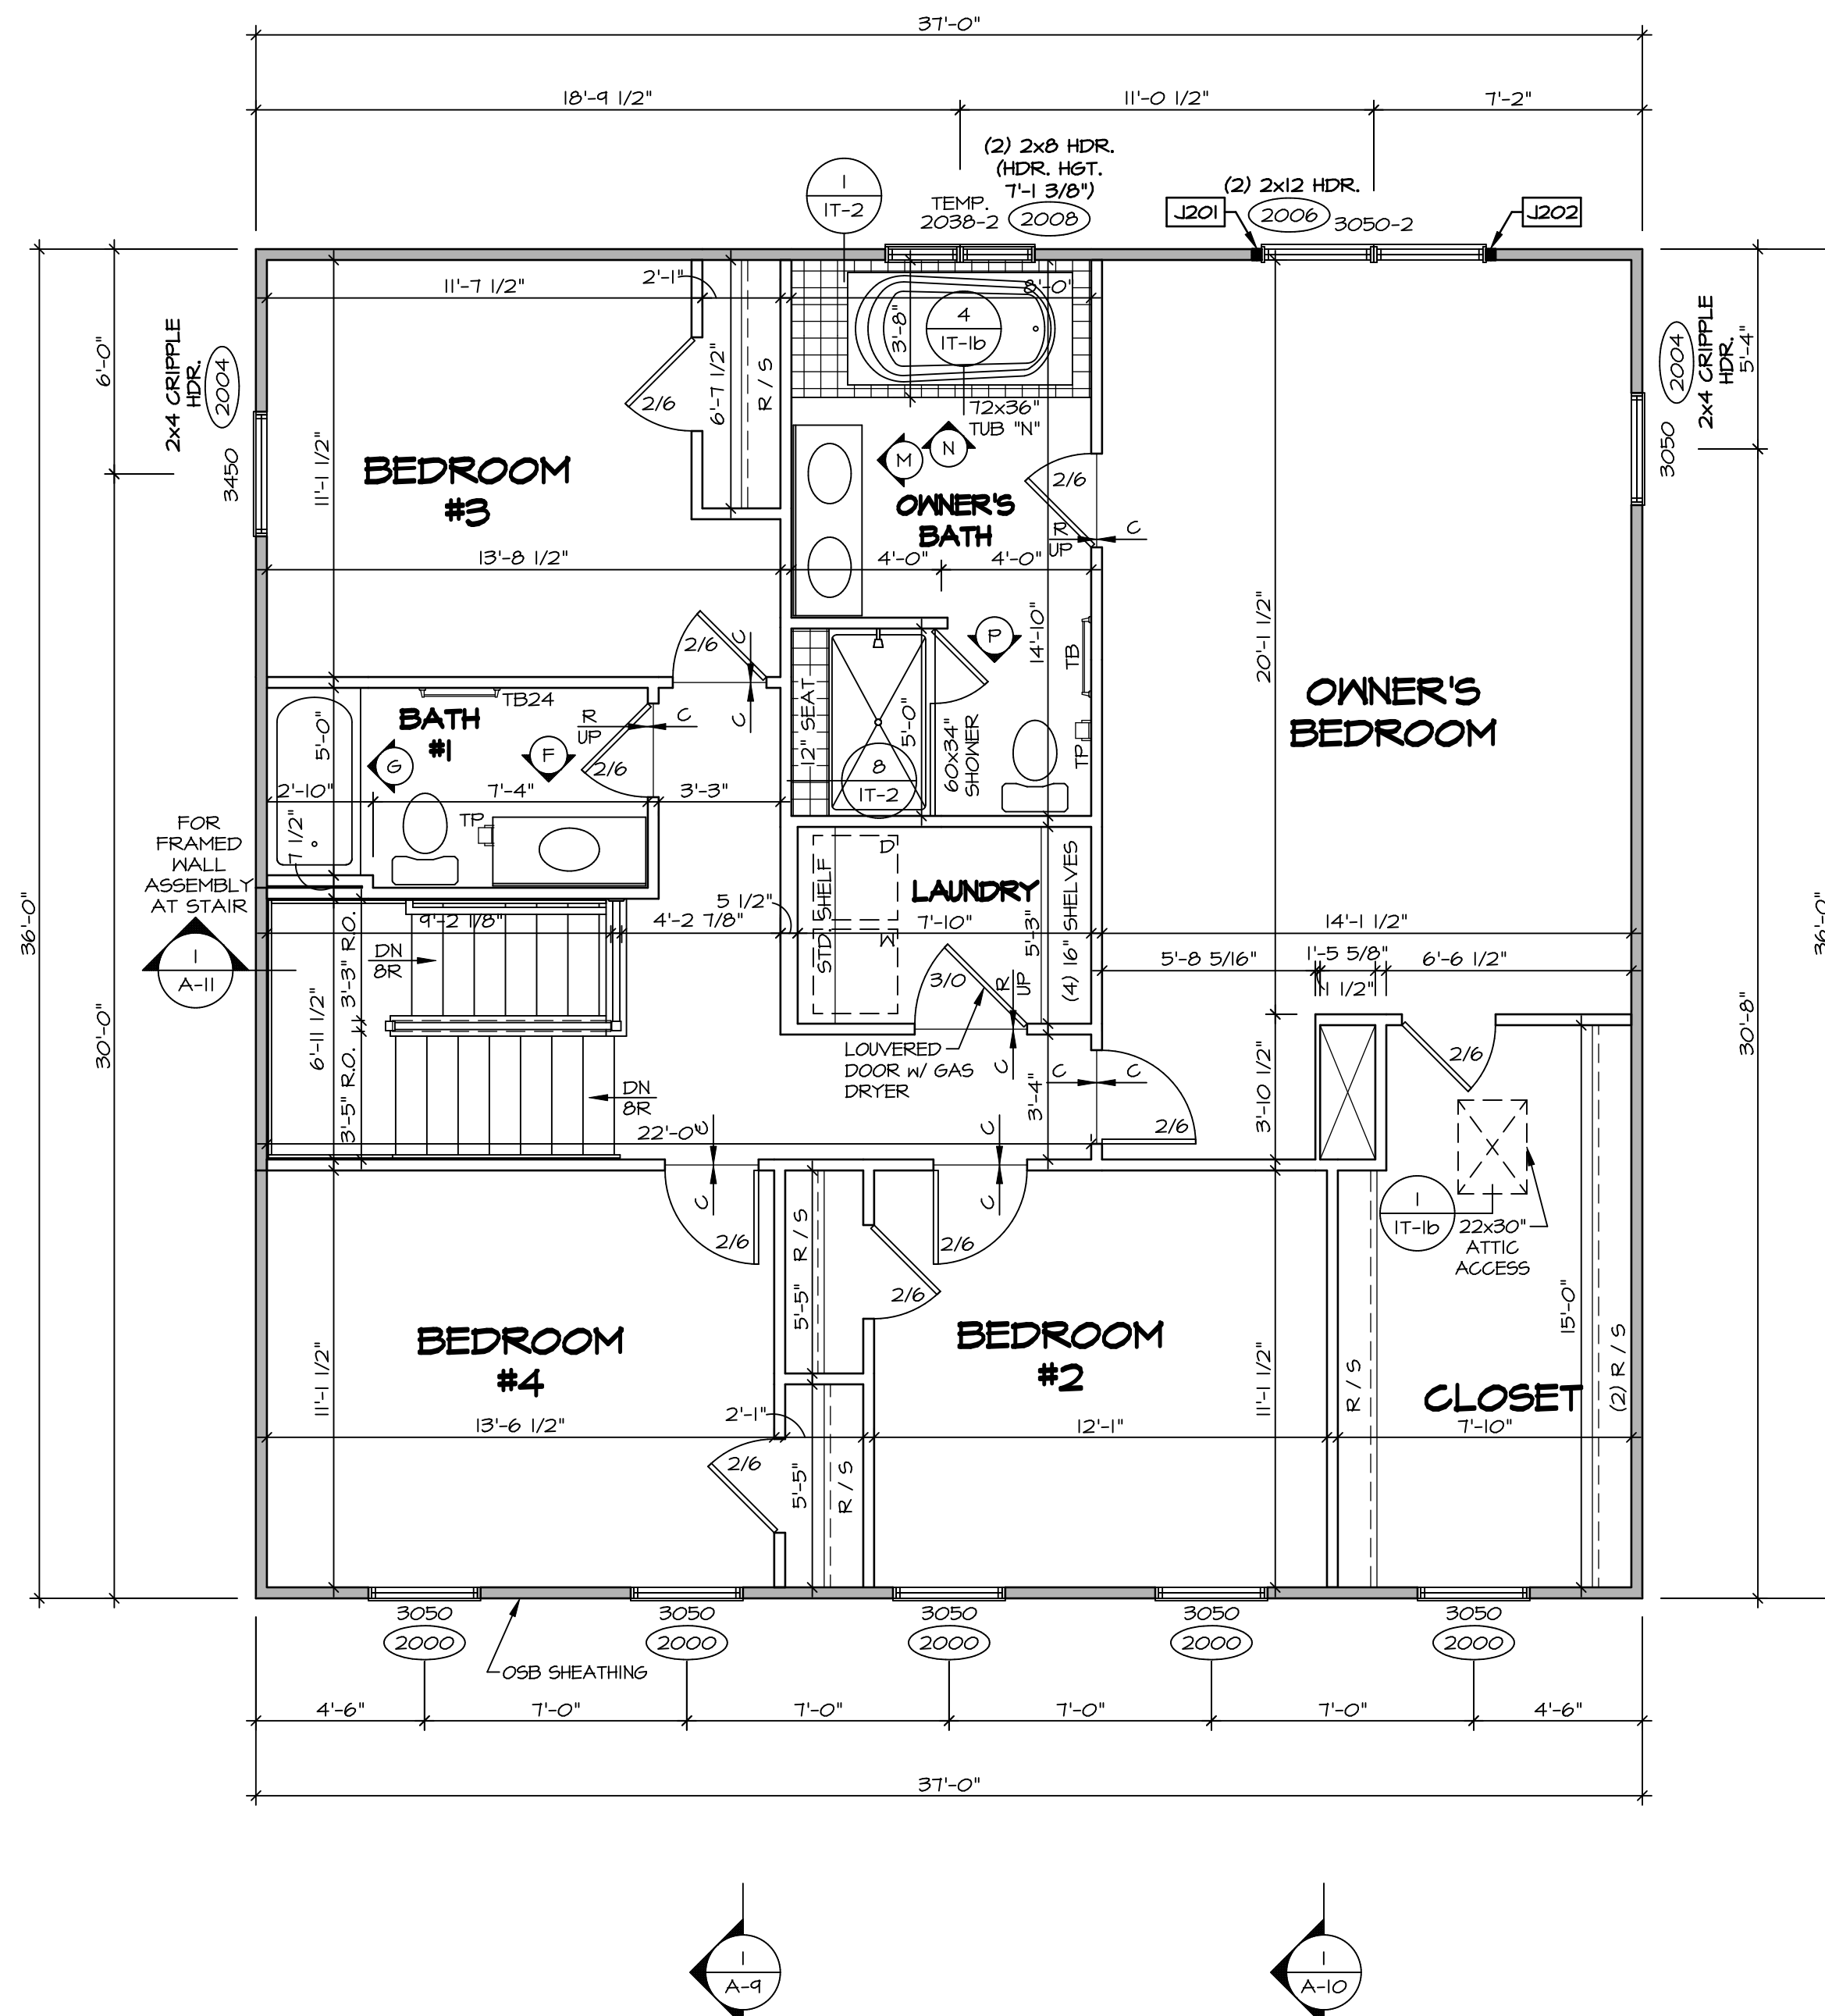 37'-0"
18'-9 1/2"
11'-0 1/2"
7'-2"
(2) 2x8 HDR.
(HDR. HGT.
7'-1 3/8")
1
IT-2
TEMP.
2038-2
2008
(2) 2x12 HDR.
J201
2006
3050-2
J202
6'-0"
2x4 CRIPPLE
HDR.
2004
3450
2004
3050
2x4 CRIPPLE
HDR.
5'-4"
11'-7 1/2"
2'-1"
8'-0"
3'-8"
4
IT-1b
6'-7 1/2"
R / S
2/6
72x36"
TUB "N"
11'-1 1/2"
BEDROOM
#3
M
N
2/6
OWNER'S
BATH
R
UP
C
13'-8 1/2"
4'-0"
4'-0"
14'-10"
20'-1 1/2"
2/6
C
C
P
TB
OWNER'S
BEDROOM
TB24
BATH
#1
R
UP
C
5'-0"
G
F
2/6
12" SEAT
5'-0"
60x34"
SHOWER
TP
8
IT-2
2'-10"
7'-4"
3'-3"
TP
7 1/2"
FOR
FRAMED
WALL
ASSEMBLY
AT STAIR
1
A-11
STD. SHELF
D
W
LAUNDRY
(4) 16" SHELVES
9'-2 1/8"
4'-2 7/8"
5 1/2"
7'-10"
5'-3"
14'-1 1/2"
5'-8 5/16"
1'-5 5/8"
6'-6 1/2"
1 1/2"
36'-0"
30'-0"
36'-0"
30'-8"
DN
8R
3'-3" R.O.
6'-11 1/2"
3'-5" R.O.
3/0
R
UP
LOUVERED
DOOR W/ GAS
DRYER
C
C
C
3'-4"
3'-10 1/2"
2/6
DN
8R
22'-0"
C
C
2/6
2/6
C
C
2/6
1
IT-1b
22x30"
ATTIC
ACCESS
R / S
5'-5"
2/6
15'-0"
BEDROOM
#4
BEDROOM
#2
11'-1 1/2"
11'-1 1/2"
R / S
CLOSET
(2) R / S
13'-6 1/2"
2'-1"
12'-1"
7'-10"
2/6
5'-5"
R / S
3050
3050
3050
3050
3050
2000
2000
2000
2000
2000
OSB SHEATHING
4'-6"
7'-0"
7'-0"
7'-0"
7'-0"
4'-6"
37'-0"
1
A-9
1
A-10